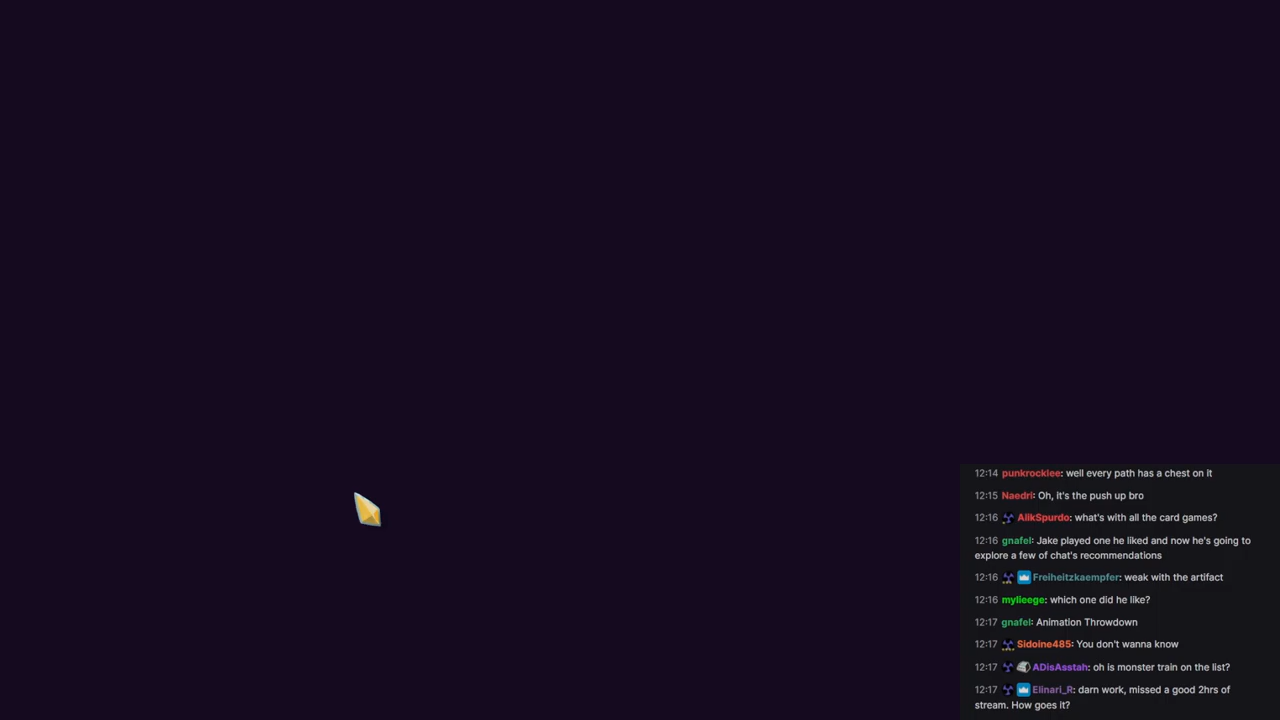 12:14 punkrocklee: well every path has a chest on it
12:15 Naedri: Oh, it's the push up bro
12:16 AlikSpurdo: what's with all the card games?
12:16 gnafel: Jake played one he liked and now he's going to
explore a few of chat's recommendations
12:16 Freiheitzkaempfer: weak with the artifact
12:16 mylieege: which one did he like?
12:17 gnafel: Animation Throwdown
12:17 Sidoine485: You don't wanna know
12:17 ADisAsstah: oh is monster train on the list?
12:17 Elinari_R: darn work, missed a good 2hrs of
stream. How goes it?